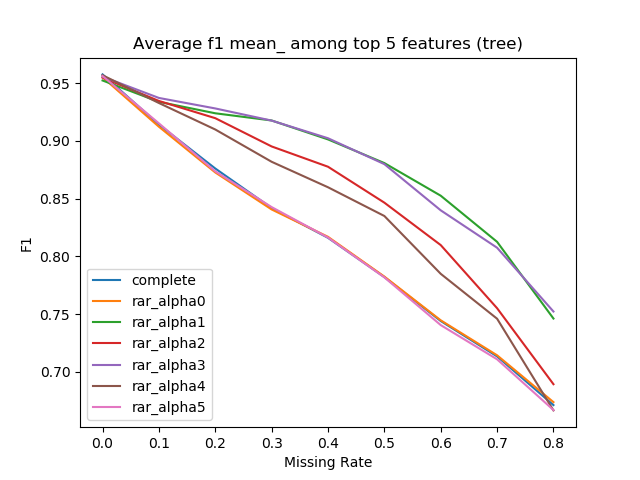 Average f1 mean_ among top 5 features (tree)
0.95
0.90
0.85
0.80
0.75
0.70
F1
complete
rar_alpha0
rar_alpha1
rar_alpha2
rar_alpha3
rar_alpha4
rar_alpha5
0.0 0.1 0.2 0.3 0.4 0.5 0.6 0.7 0.8
Missing Rate